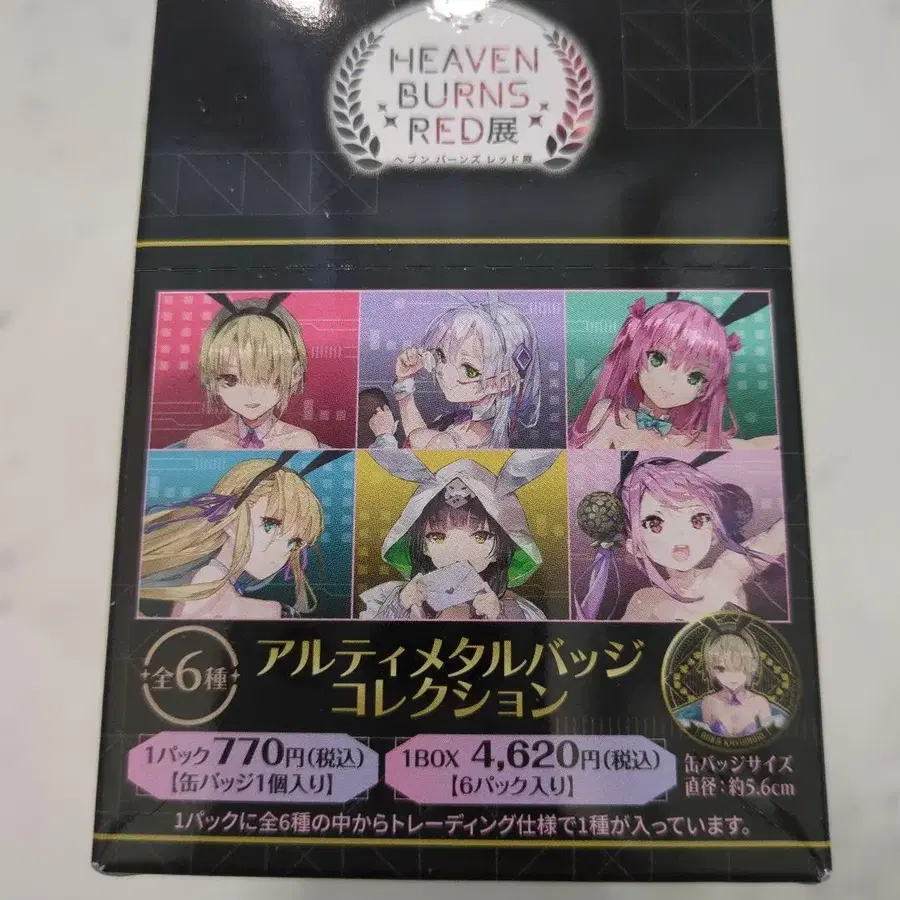 HEAVEN
BURNS
RED展
ヘブン バーンズ レッド展
全6種
アルティメタルバッジ
コレクション
1パック770円(税込)
【缶バッジ1個入り】
1BOX 4,620円(税込)
【6パック入り】
缶バッジサイズ
直径：約5.6cm
1パックに全6種の中からトレーディング仕様で1種が入っています。